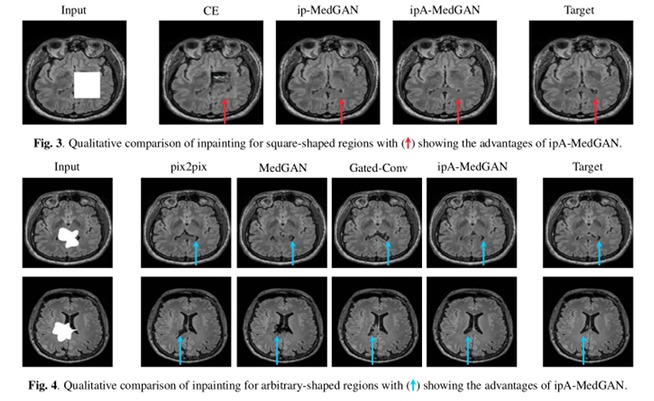 Input CE ip-MedGAN ipA-MedGAN Target
Fig. 3. Qualitative comparison of inpainting for square-shaped regions with (↑) showing the advantages of ipA-MedGAN.
Input pix2pix MedGAN Gated-Conv ipA-MedGAN Target
Fig. 4. Qualitative comparison of inpainting for arbitrary-shaped regions with (↑) showing the advantages of ipA-MedGAN.